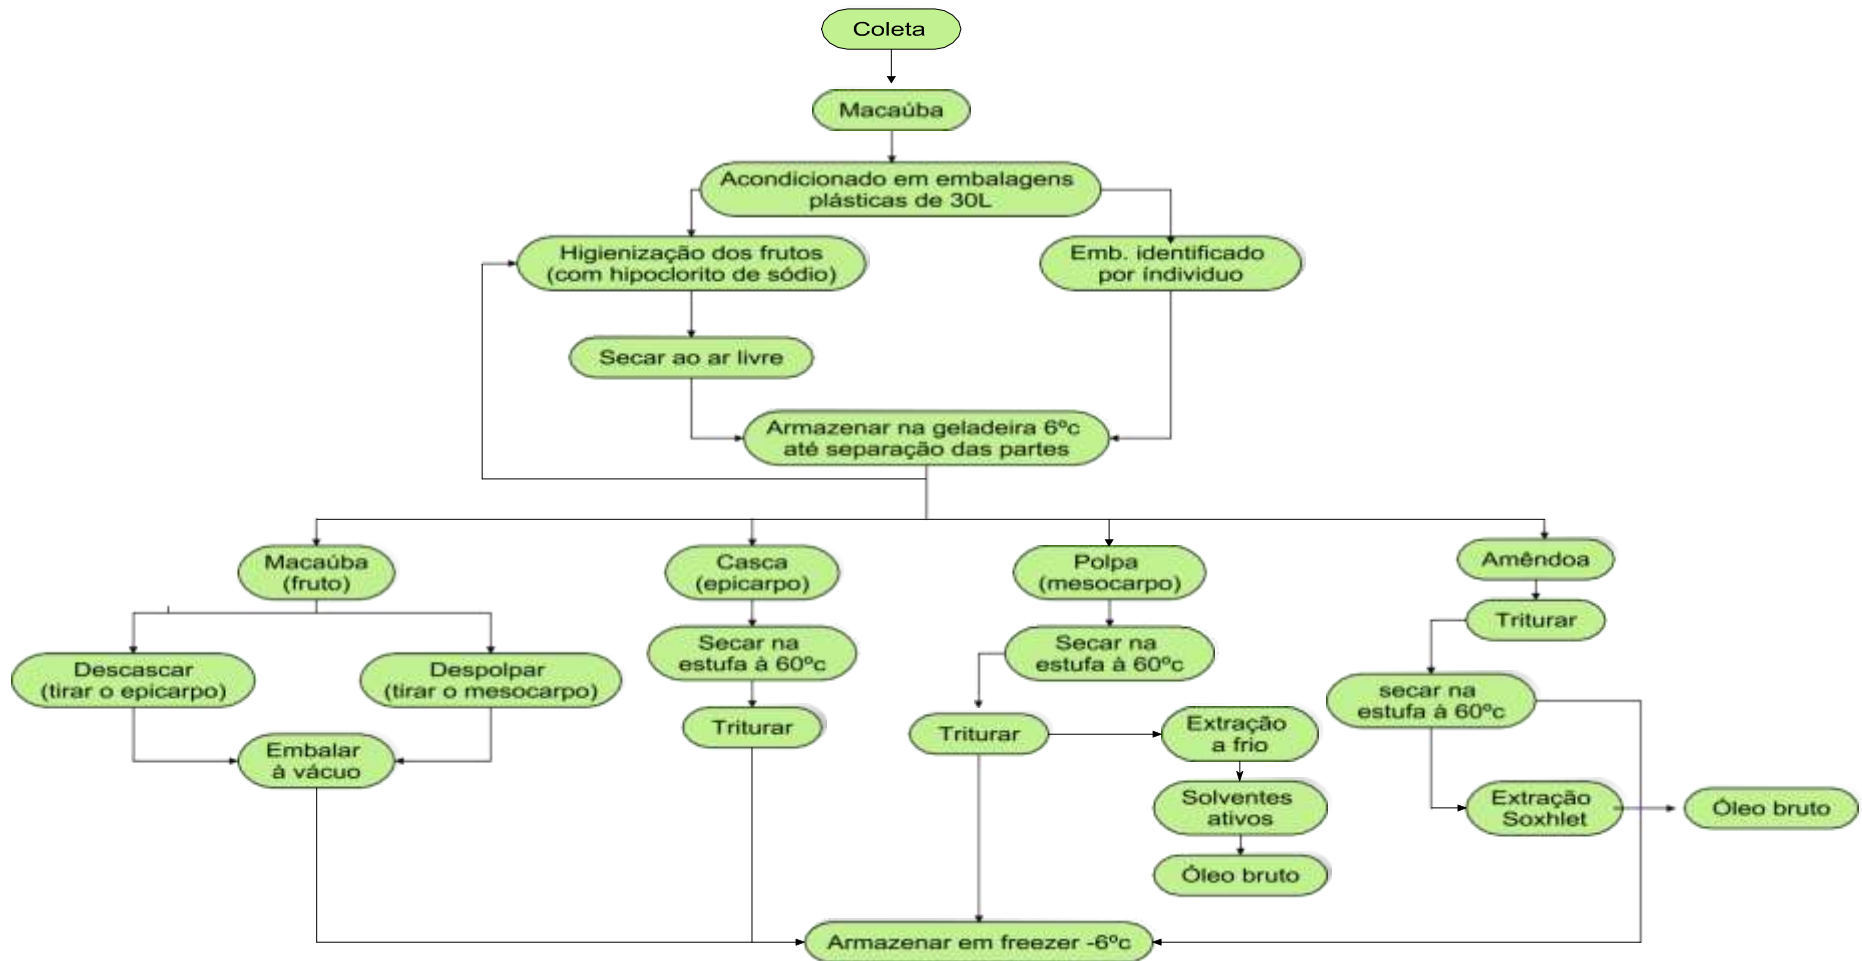 Coleta
Macaúba
Acondicionado em embalagens
plásticas de 30L
Higienização dos frutos
(com hipoclorito de sódio)
Emb. identificado
por índividuo
Secar ao ar livre
Armazenar na geladeira 6ºc
até separação das partes
Macaúba
(fruto)
Casca
(epicarpo)
Polpa
(mesocarpo)
Amêndoa
Triturar
Descascar
(tirar o epicarpo)
Despolpar
(tirar o mesocarpo)
Secar na
estufa à 60ºc
Secar na
estufa à 60ºc
secar na
estufa à 60ºc
Embalar
à vácuo
Triturar
Triturar
Extração
a frio
Solventes
ativos
Extração
Soxhlet
Óleo bruto
Óleo bruto
Armazenar em freezer -6ºc